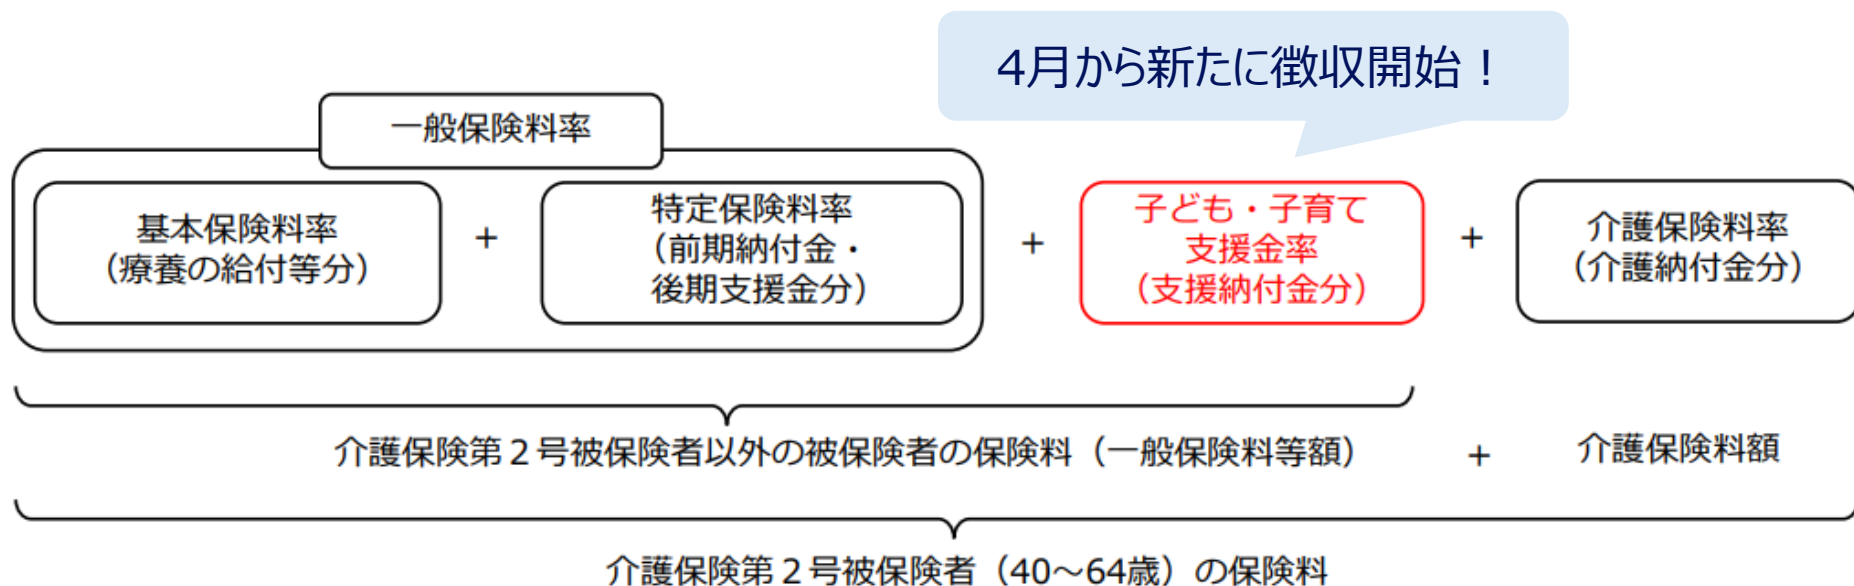 4月から新たに徴収開始！
一般保険料率
基本保険料率
（療養の給付等分）
+
特定保険料率
（前期納付金・
後期支援金分）
+
子ども・子育て
支援金率
（支援納付金分）
+
介護保険料率
（介護納付金分）
介護保険第２号被保険者以外の被保険者の保険料（一般保険料等額）
+
介護保険料額
介護保険第２号被保険者（40～64歳）の保険料